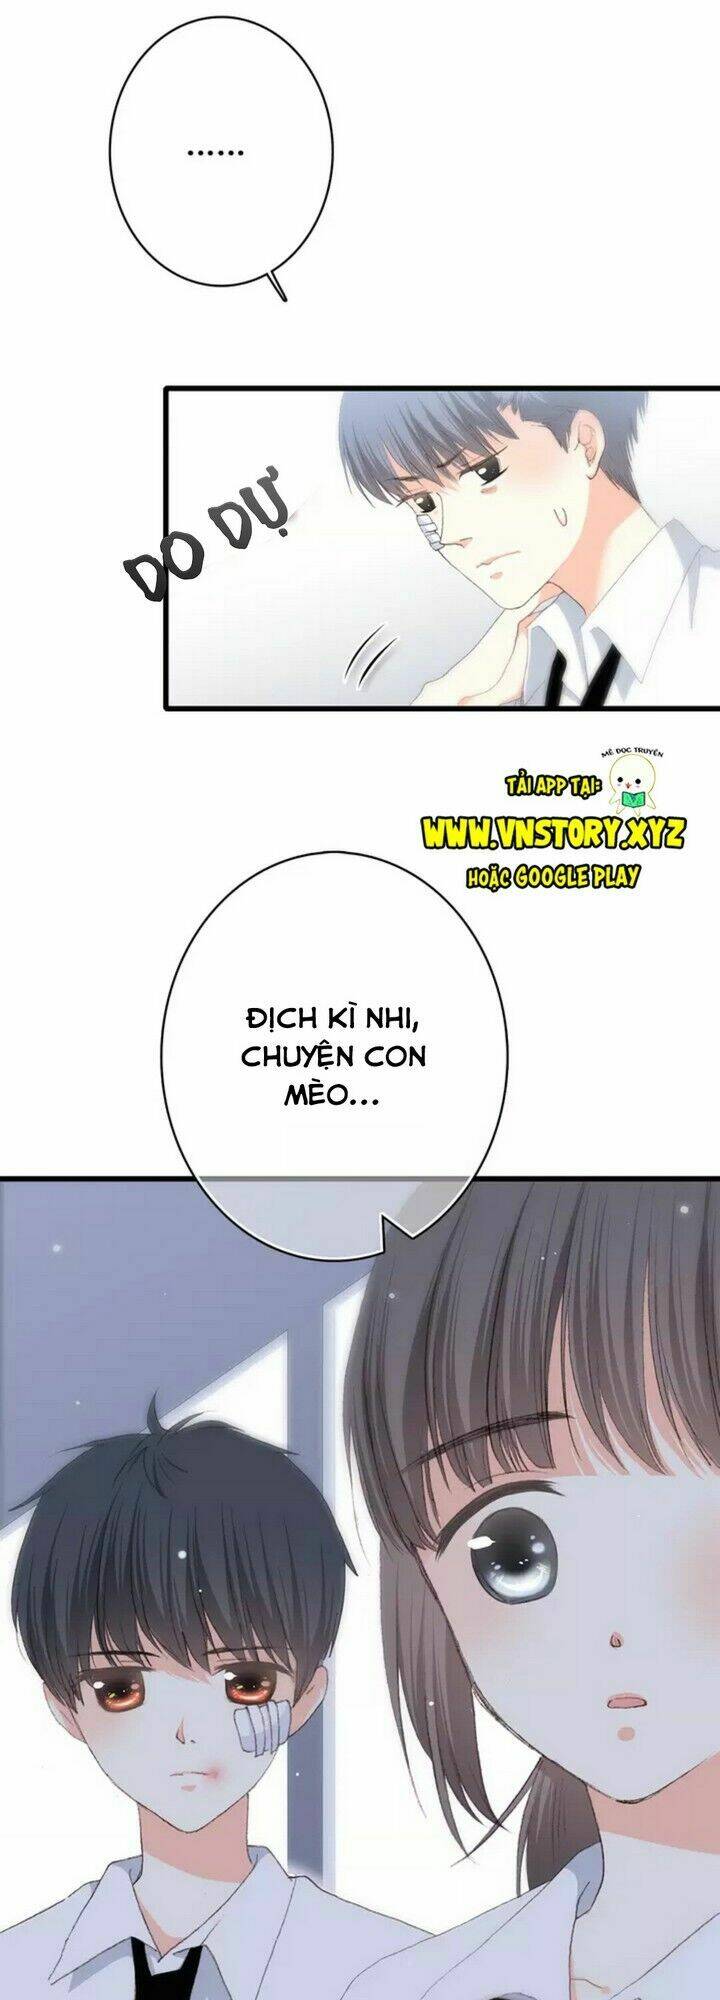 ......
DO DỰ
MÊ ĐỌC TRUYỆN
TẢI APP TẠI:
WWW.VNSTORY.XYZ
HOẶC GOOGLE PLAY
ĐỊCH KÌ NHI,
CHUYỆN CON
MÈO...